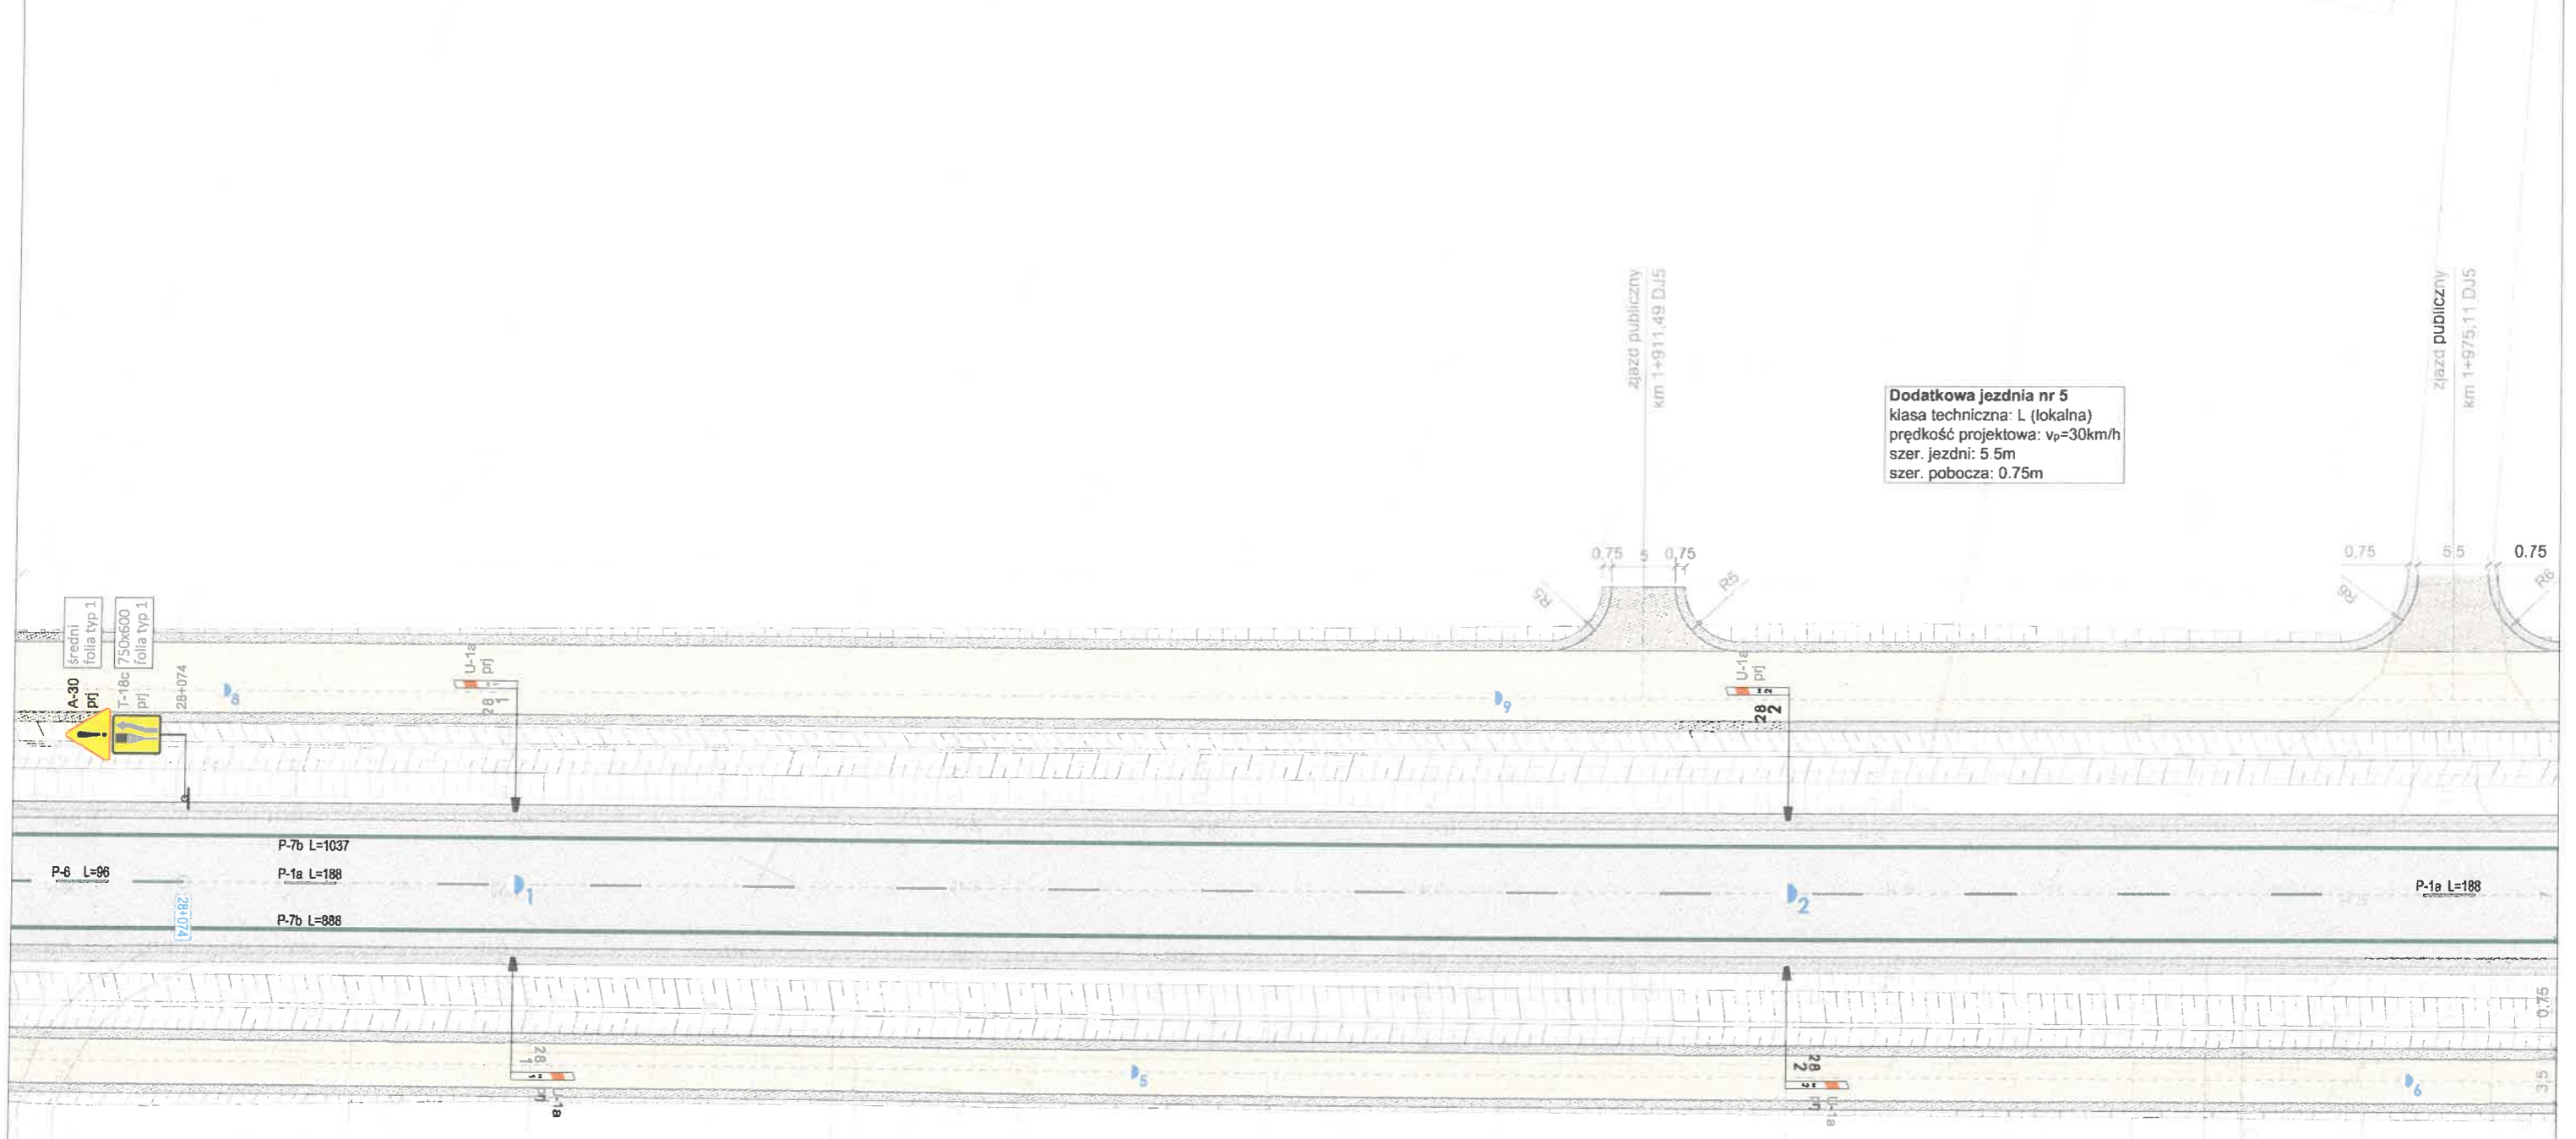 zjazd publiczny
km 1+911,49 DJ5
zjazd publiczny
km 1+975,11 DJ5
Dodatkowa jezdnia nr 5
klasa techniczna: L (lokalna)
prędkość projektowa: vp=30km/h
szer. jezdni: 5.5m
szer. pobocza: 0.75m
0,75 5 0,75
R5
R5
0,75 5 5 0.75
R6
R6
średni
folia typ 1
750x600
folia typ 1
A-30
prj.
T-18c
prj
28+074
U-1a
prj
28
1
U-1a
prj
28
2
8
9
P-7b L=1037
P-6 L=96
P-1a L=188
P-7b L=888
28+074
1
2
P-1a L=188
7
28
1
prj
U-1a
28
2
prj
U-1a
5
6
0,75
3.5